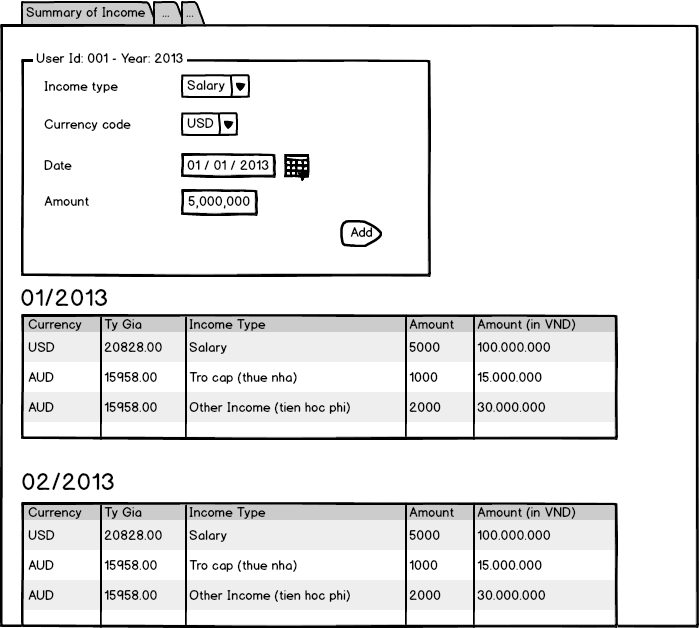 Summary of Income ... ...
User Id: 001 - Year: 2013
Income type Salary
Currency code USD
Date 01 / 01 / 2013
Amount 5,000,000
Add
01/2013
Currency Ty Gia Income Type Amount Amount (in VND)
USD 20828.00 Salary 5000 100.000.000
AUD 15958.00 Tro cap (thue nha) 1000 15.000.000
AUD 15958.00 Other Income (tien hoc phi) 2000 30.000.000
02/2013
Currency Ty Gia Income Type Amount Amount (in VND)
USD 20828.00 Salary 5000 100.000.000
AUD 15958.00 Tro cap (thue nha) 1000 15.000.000
AUD 15958.00 Other Income (tien hoc phi) 2000 30.000.000